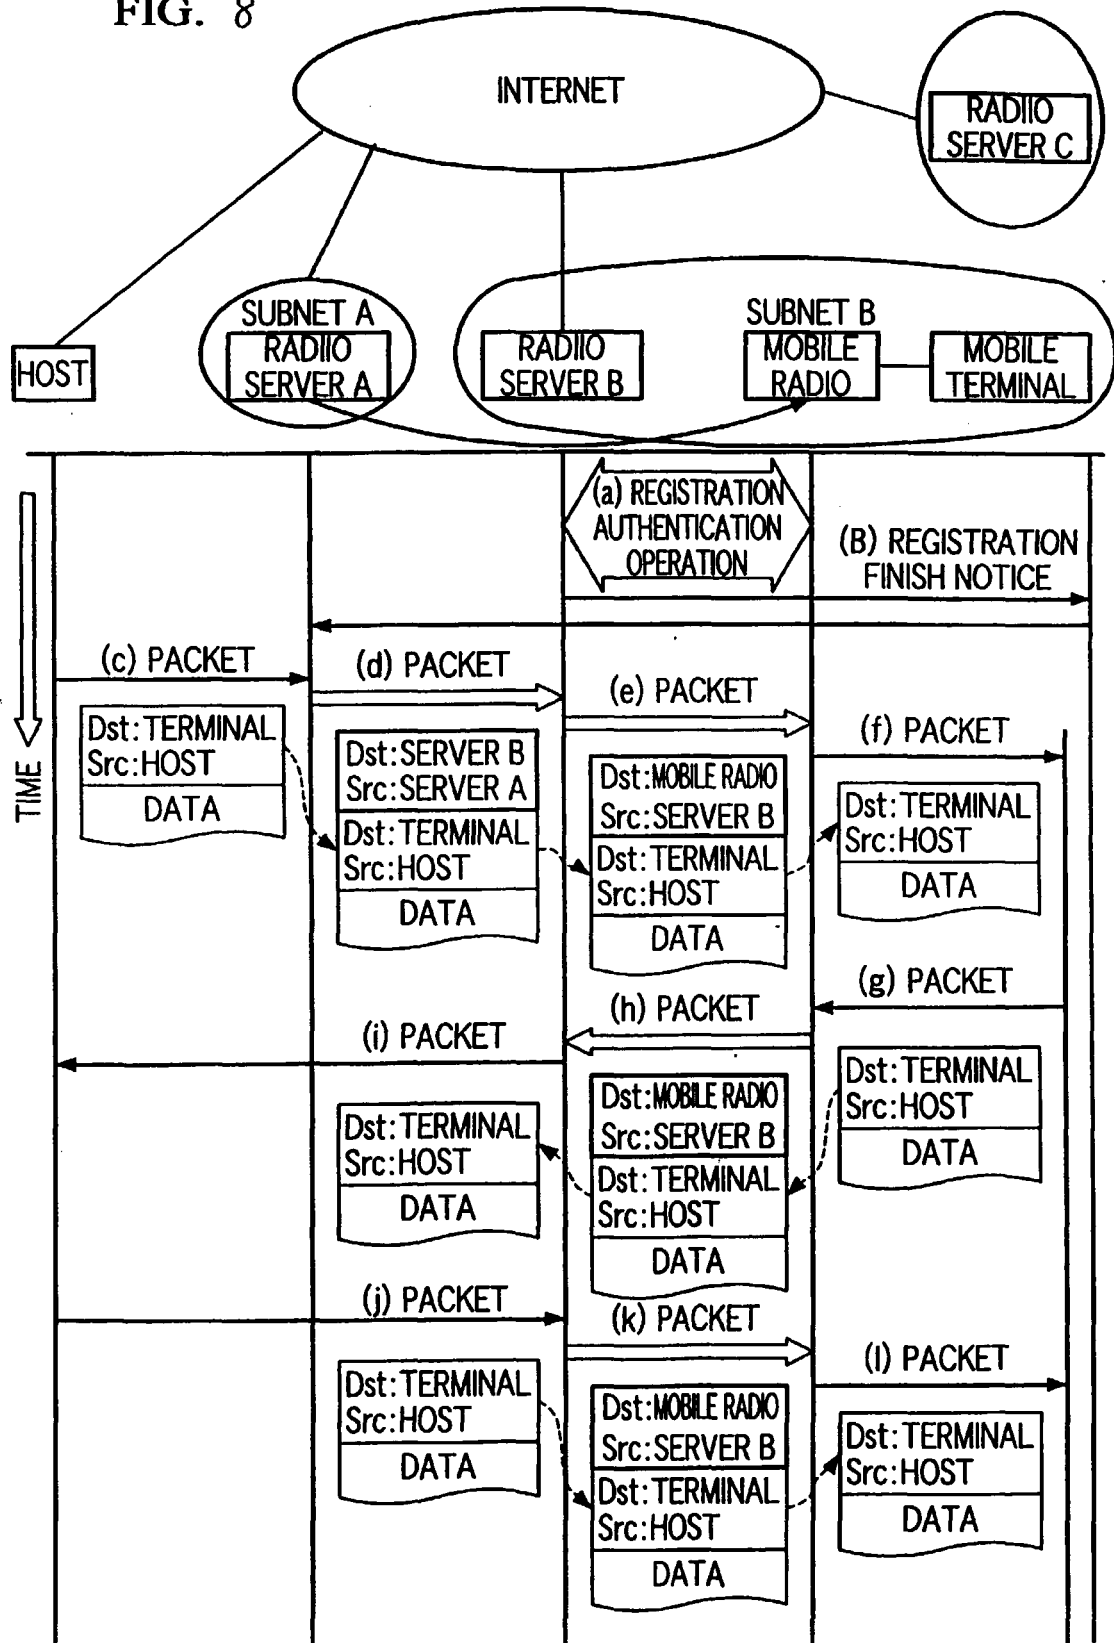 FIG. 8
INTERNET
RADIIO
SERVER C
SUBNET A
RADIIO
SERVER A
HOST
SUBNET B
RADIIO
SERVER B
MOBILE
RADIO
MOBILE
TERMINAL
(a) REGISTRATION
AUTHENTICATION
OPERATION
(B) REGISTRATION
FINISH NOTICE
TIME
(c) PACKET
(d) PACKET
(e) PACKET
(f) PACKET
Dst:TERMINAL
Src:HOST
DATA
Dst:SERVER B
Src:SERVER A
Dst:TERMINAL
Src:HOST
DATA
Dst:MOBILE RADIO
Src:SERVER B
Dst:TERMINAL
Src:HOST
DATA
Dst:TERMINAL
Src:HOST
DATA
(g) PACKET
(h) PACKET
(i) PACKET
Dst:TERMINAL
Src:HOST
DATA
Dst:MOBILE RADIO
Src:SERVER B
Dst:TERMINAL
Src:HOST
DATA
Dst:TERMINAL
Src:HOST
DATA
(j) PACKET
(k) PACKET
(l) PACKET
Dst:TERMINAL
Src:HOST
DATA
Dst:MOBILE RADIO
Src:SERVER B
Dst:TERMINAL
Src:HOST
DATA
Dst:TERMINAL
Src:HOST
DATA